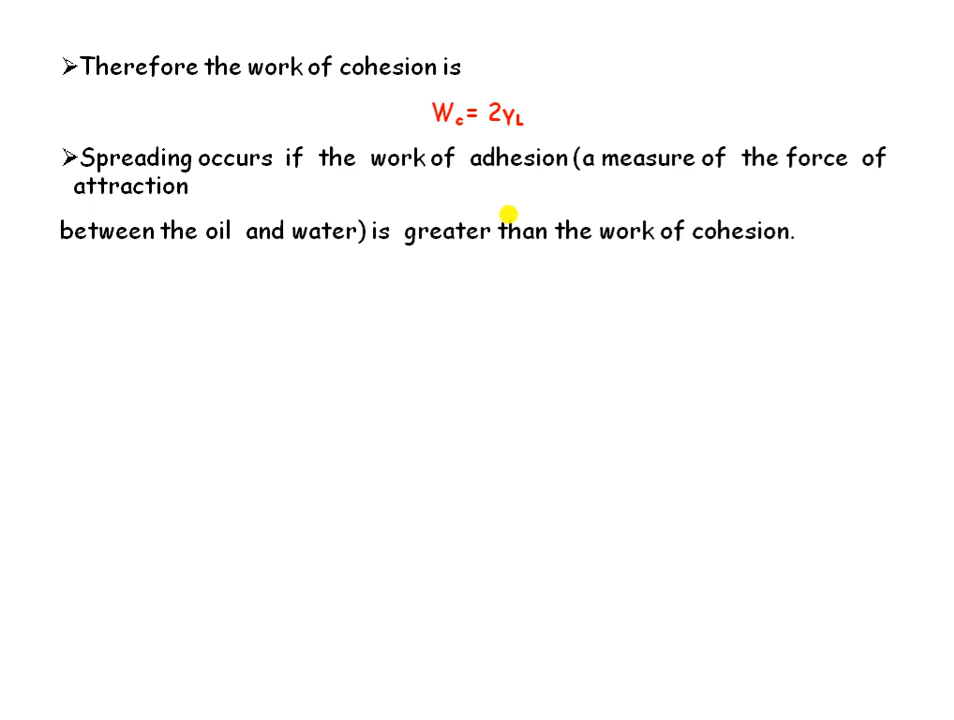 ➢Therefore the work of cohesion is
Wc= 2γL
➢Spreading occurs if the work of adhesion (a measure of the force of
attraction
between the oil and water) is greater than the work of cohesion.